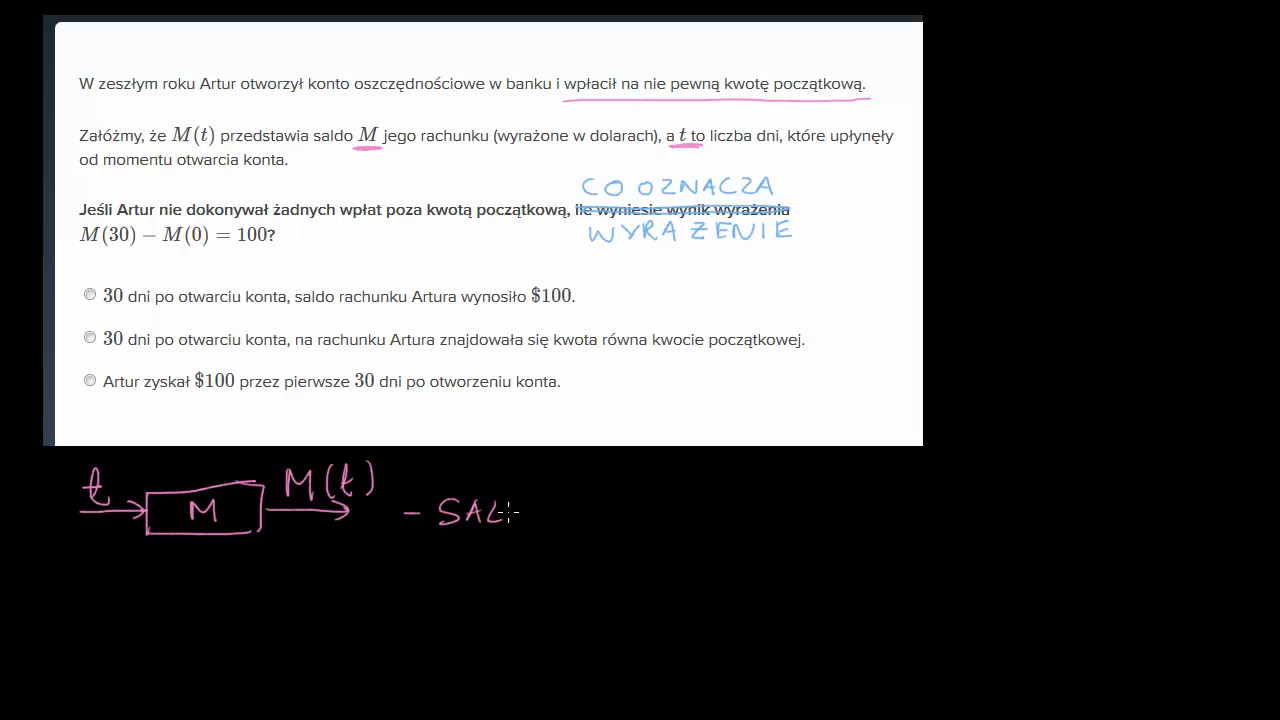 W zeszłym roku Artur otworzył konto oszczędnościowe w banku i wpłacił na nie pewną kwotę początkową.
Załóżmy, że M(t) przedstawia saldo M jego rachunku (wyrażone w dolarach), a t to liczba dni, które upłynęły
od momentu otwarcia konta.
CO OZNACZA
Jeśli Artur nie dokonywał żadnych wpłat poza kwotą początkową, ile wyniesie wynik wyrażenia
WYRAŻENIE
M(30) − M(0) = 100?
30 dni po otwarciu konta, saldo rachunku Artura wynosiło $100.
30 dni po otwarciu konta, na rachunku Artura znajdowała się kwota równa kwocie początkowej.
Artur zyskał $100 przez pierwsze 30 dni po otworzeniu konta.
t M M(t) - SAL